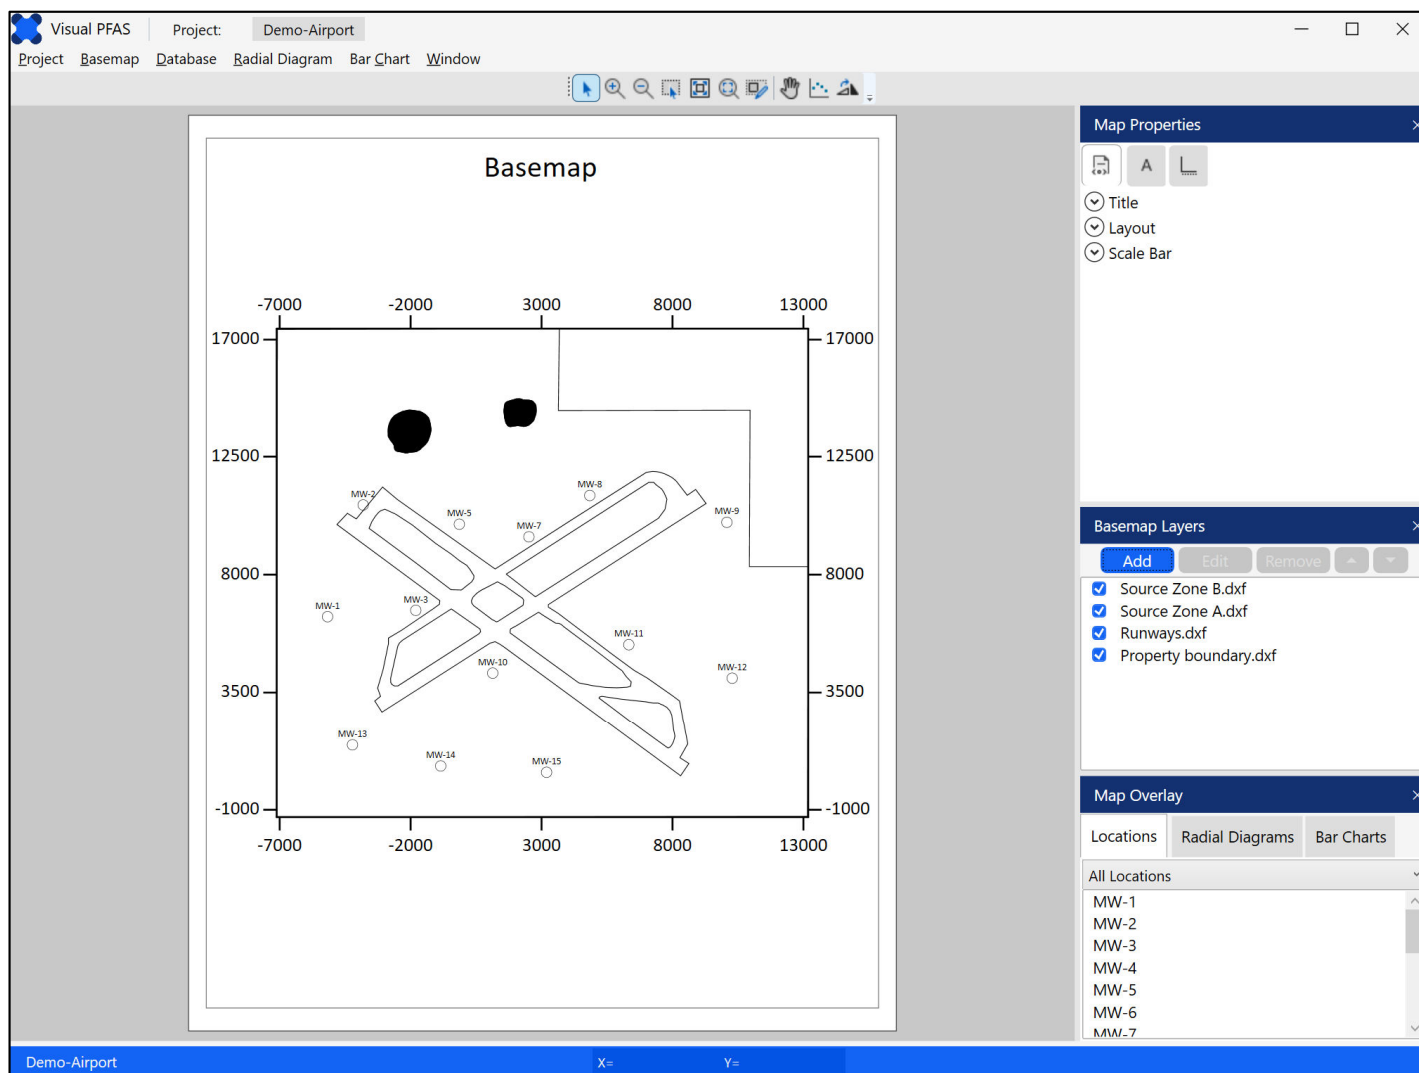 Visual PFAS Project: Demo-Airport
Project Basemap Database Radial Diagram Bar Chart Window
Basemap
-7000 -2000 3000 8000 13000
17000 17000
12500 12500
MW-8
MW-2
MW-5
MW-9
MW-7
8000 8000
MW-3
MW-1
MW-11
MW-10
MW-12
3500 3500
MW-13
MW-14
MW-15
-1000 -1000
-7000 -2000 3000 8000 13000
Map Properties
A
Title
Layout
Scale Bar
Basemap Layers
Add Edit Remove
Source Zone B.dxf
Source Zone A.dxf
Runways.dxf
Property boundary.dxf
Map Overlay
Locations Radial Diagrams Bar Charts
All Locations
MW-1
MW-2
MW-3
MW-4
MW-5
MW-6
MW-7
Demo-Airport X= Y=